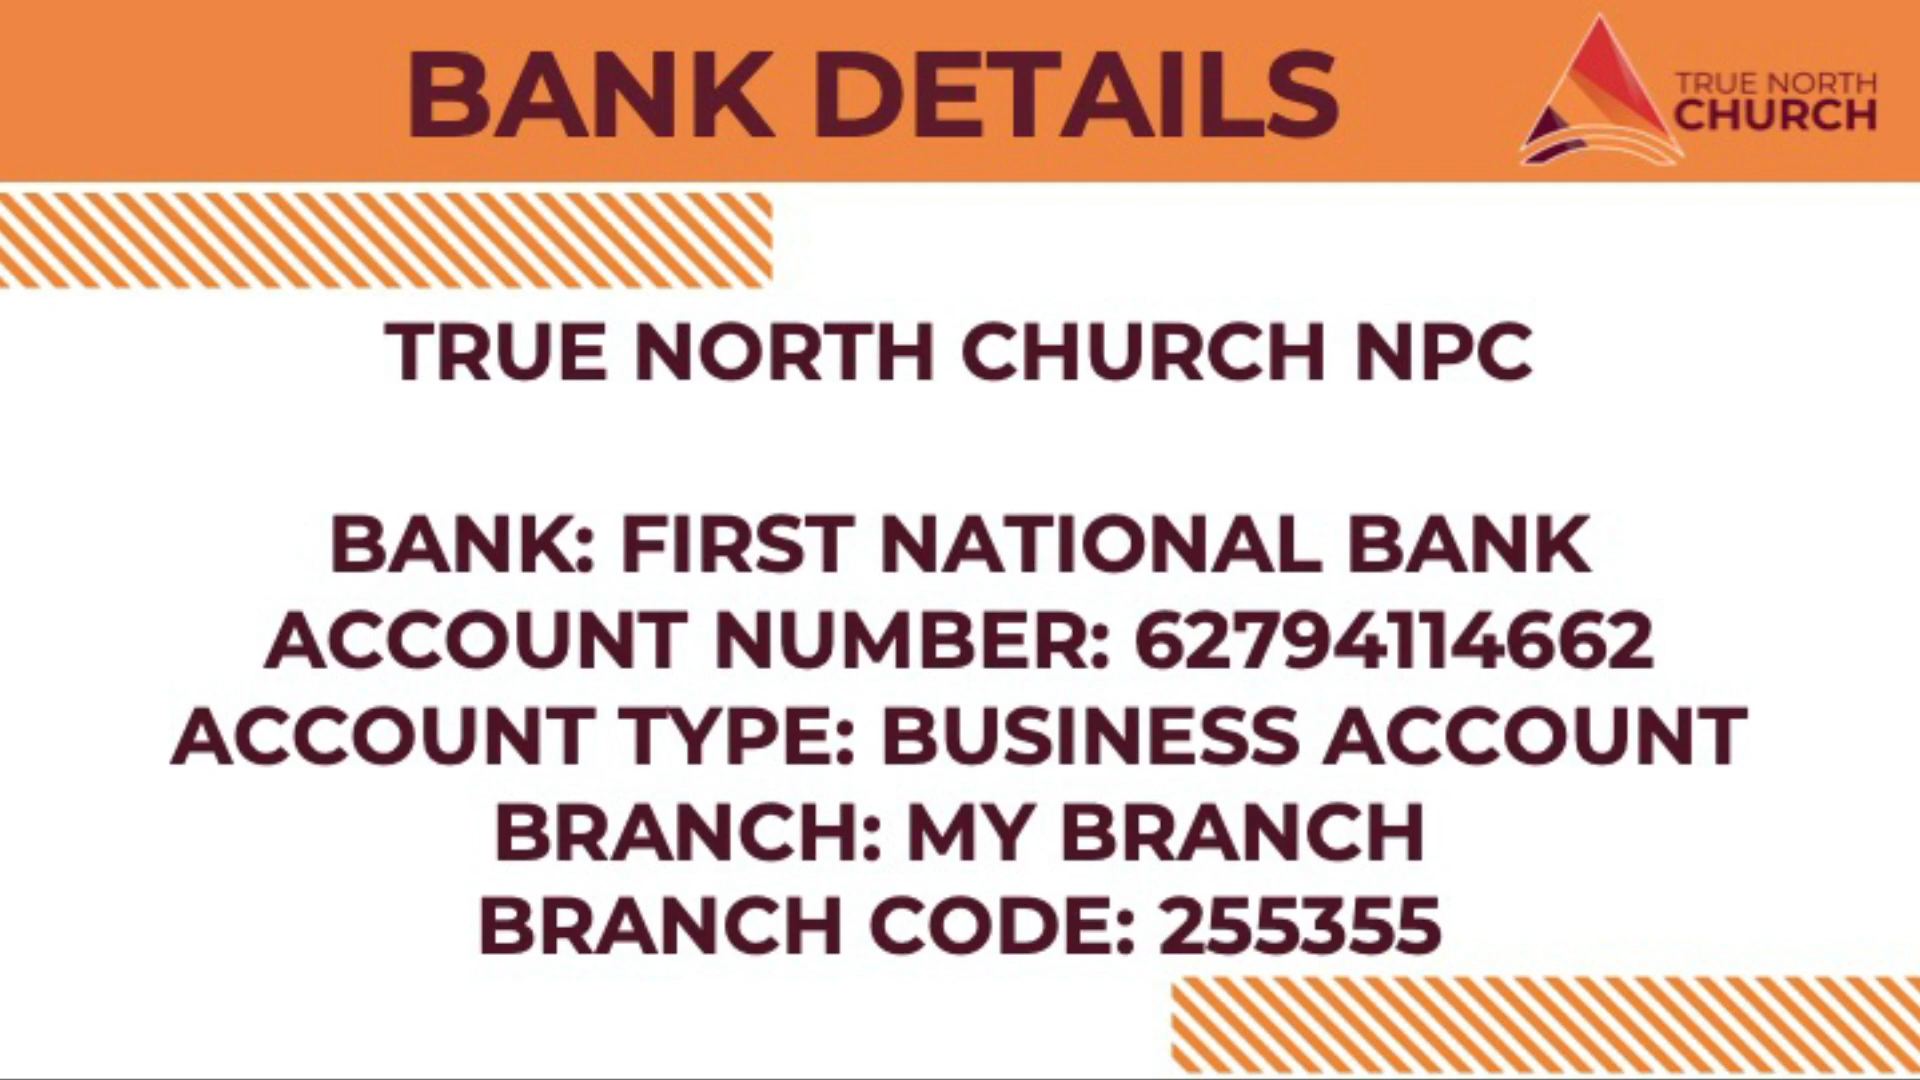 BANK DETAILS
TRUE NORTH
CHURCH
TRUE NORTH CHURCH NPC
BANK: FIRST NATIONAL BANK
ACCOUNT NUMBER: 62794114662
ACCOUNT TYPE: BUSINESS ACCOUNT
BRANCH: MY BRANCH
BRANCH CODE: 255355